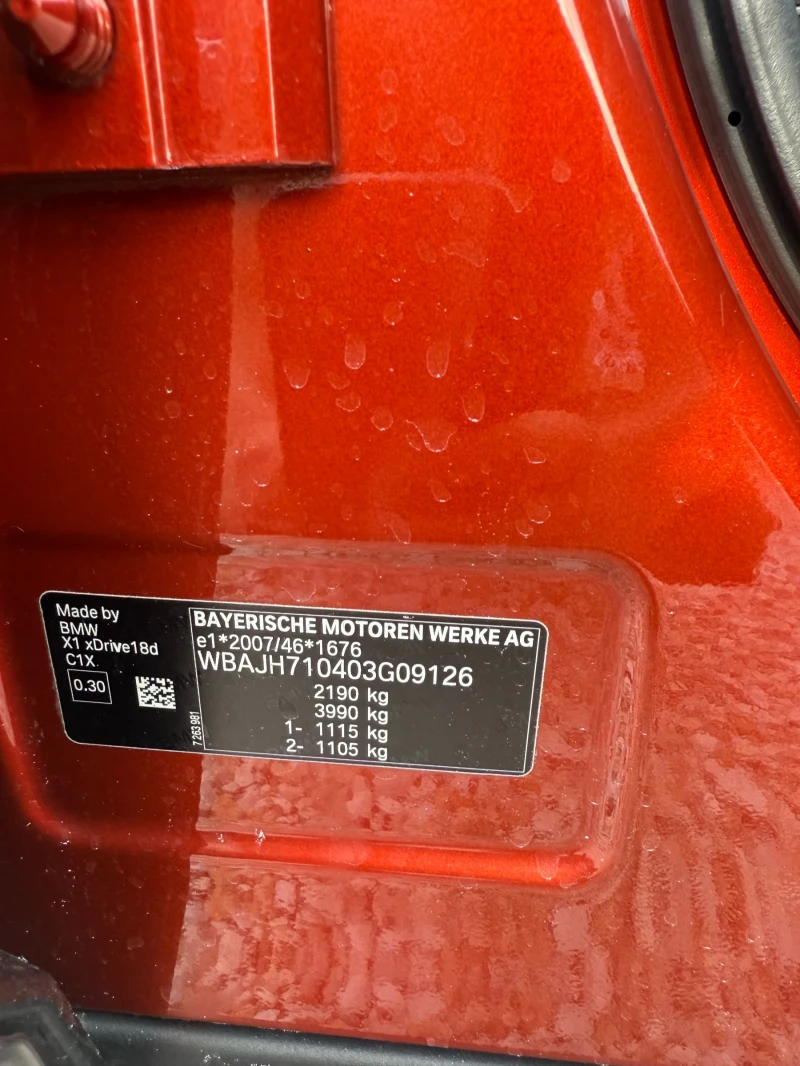 Made by
BMW
X1 xDrive18d
C1X
0.30
7 263 981
BAYERISCHE MOTOREN WERKE AG
e1*2007/46*1676
WBAJH710403G09126
2190 kg
3990 kg
1- 1115 kg
2- 1105 kg